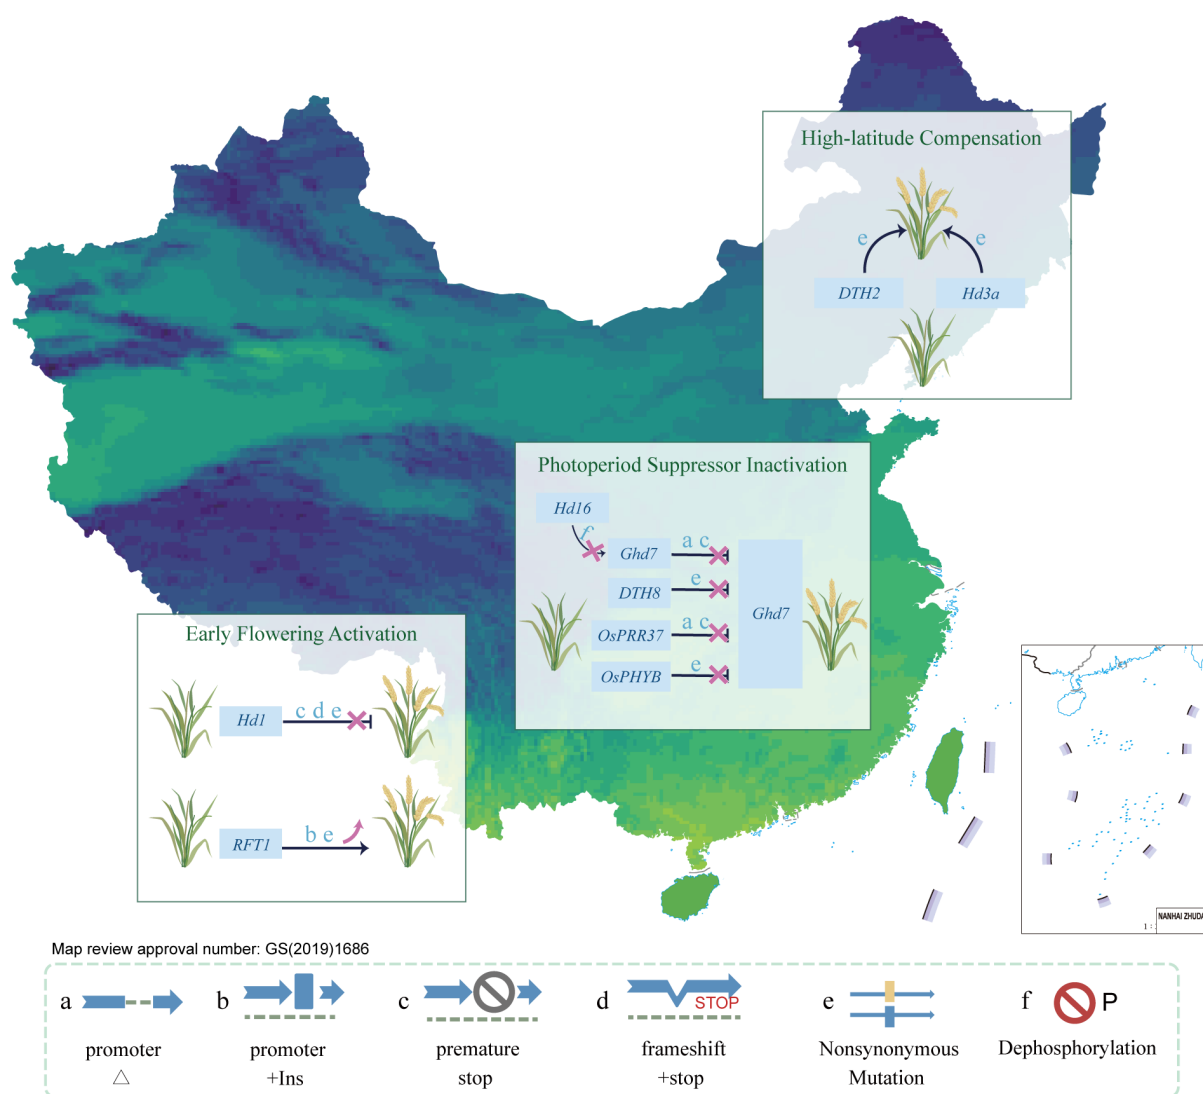 High-latitude Compensation
e
e
DTH2
Hd3a
Photoperiod Suppressor Inactivation
Hd16
f
Ghd7
a c
DTH8
e
Ghd7
OsPRR37
a c
OsPHYB
e
Early Flowering Activation
Hd1
c d e
RFT1
b e
NANHAI ZHUDA
Map review approval number: GS(2019)1686
a
b
c
d
STOP
e
f
P
promoter
△
promoter
+Ins
premature
stop
frameshift
+stop
Nonsynonymous
Mutation
Dephosphorylation